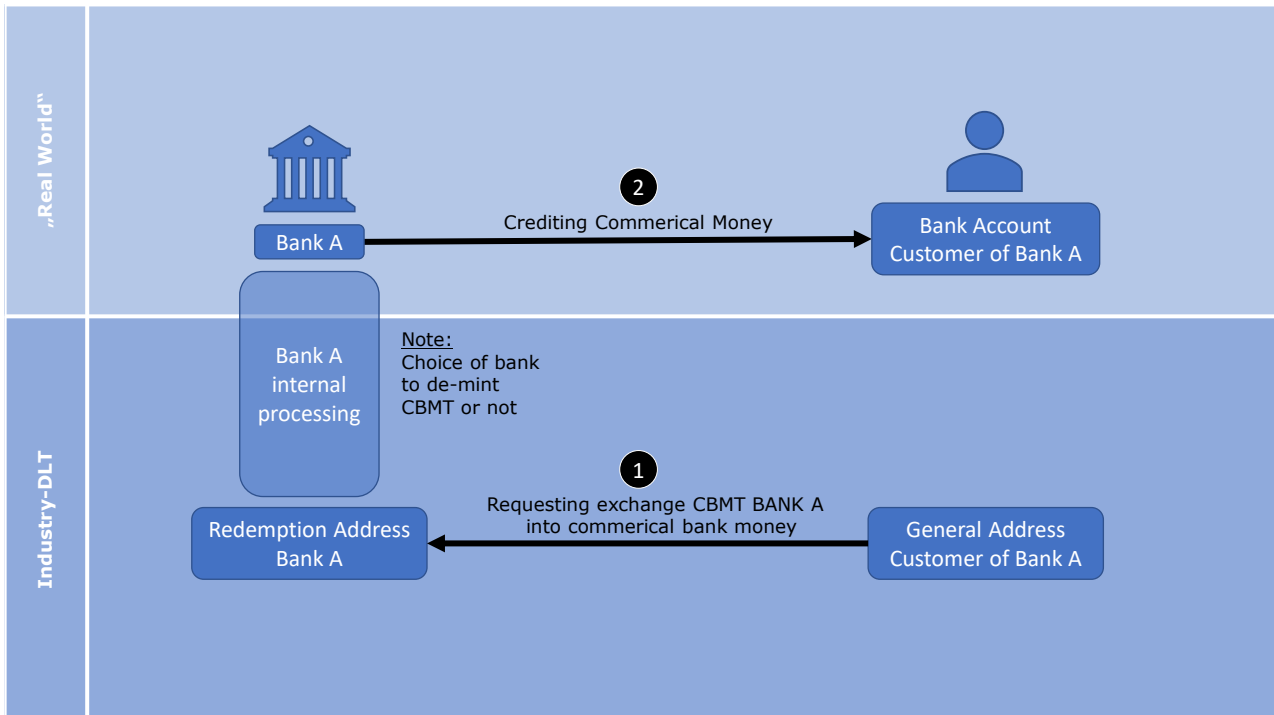 „Real World“
2
Crediting Commerical Money
Bank A
Bank Account
Customer of Bank A
Bank A
internal
processing
Note:
Choice of bank
to de-mint
CBMT or not
Industry-DLT
1
Requesting exchange CBMT BANK A
into commerical bank money
Redemption Address
Bank A
General Address
Customer of Bank A